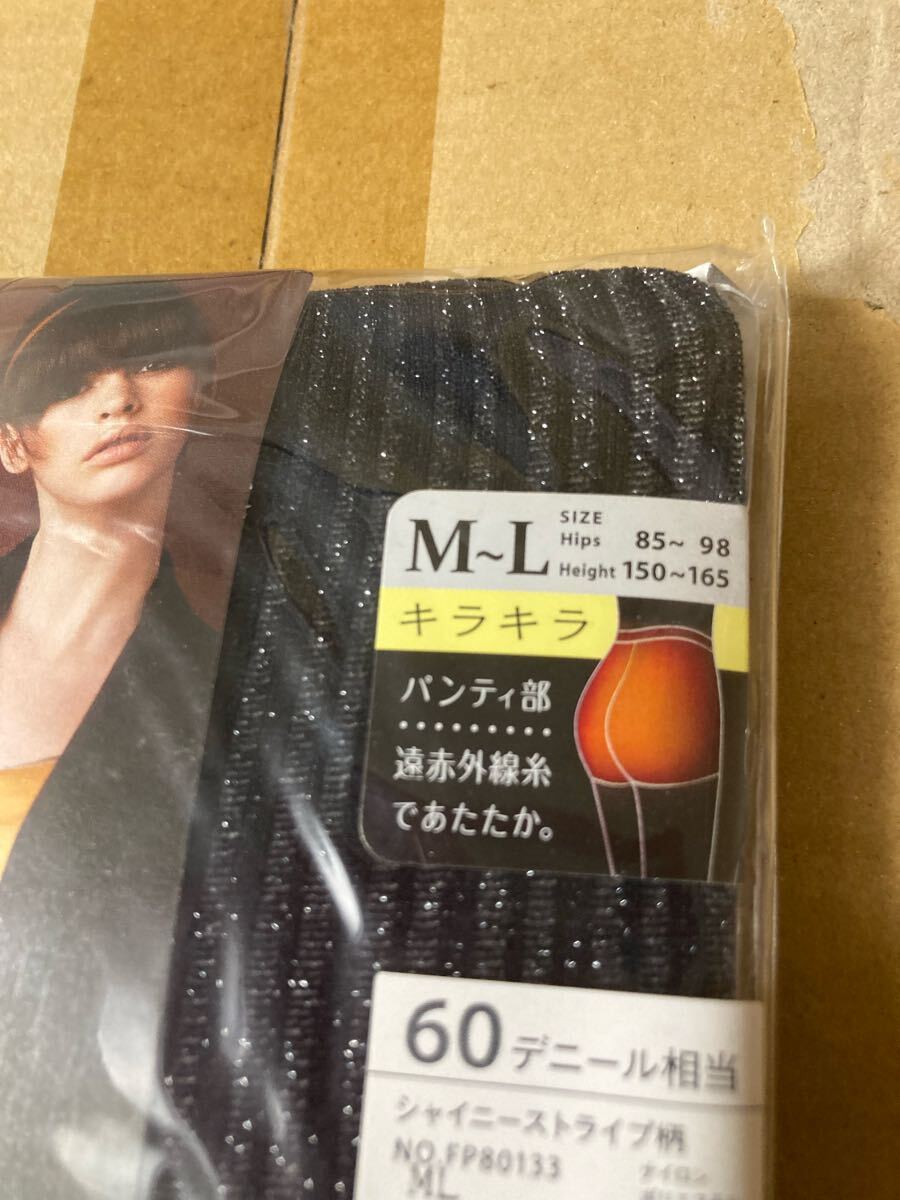 M~L
SIZE
Hips 85~ 98
Height 150~165
キラキラ
パンティ部
遠赤外線糸
であたたか。
60デニール相当
シャイニーストライプ柄
NO.FP80133
ナイロン
ML